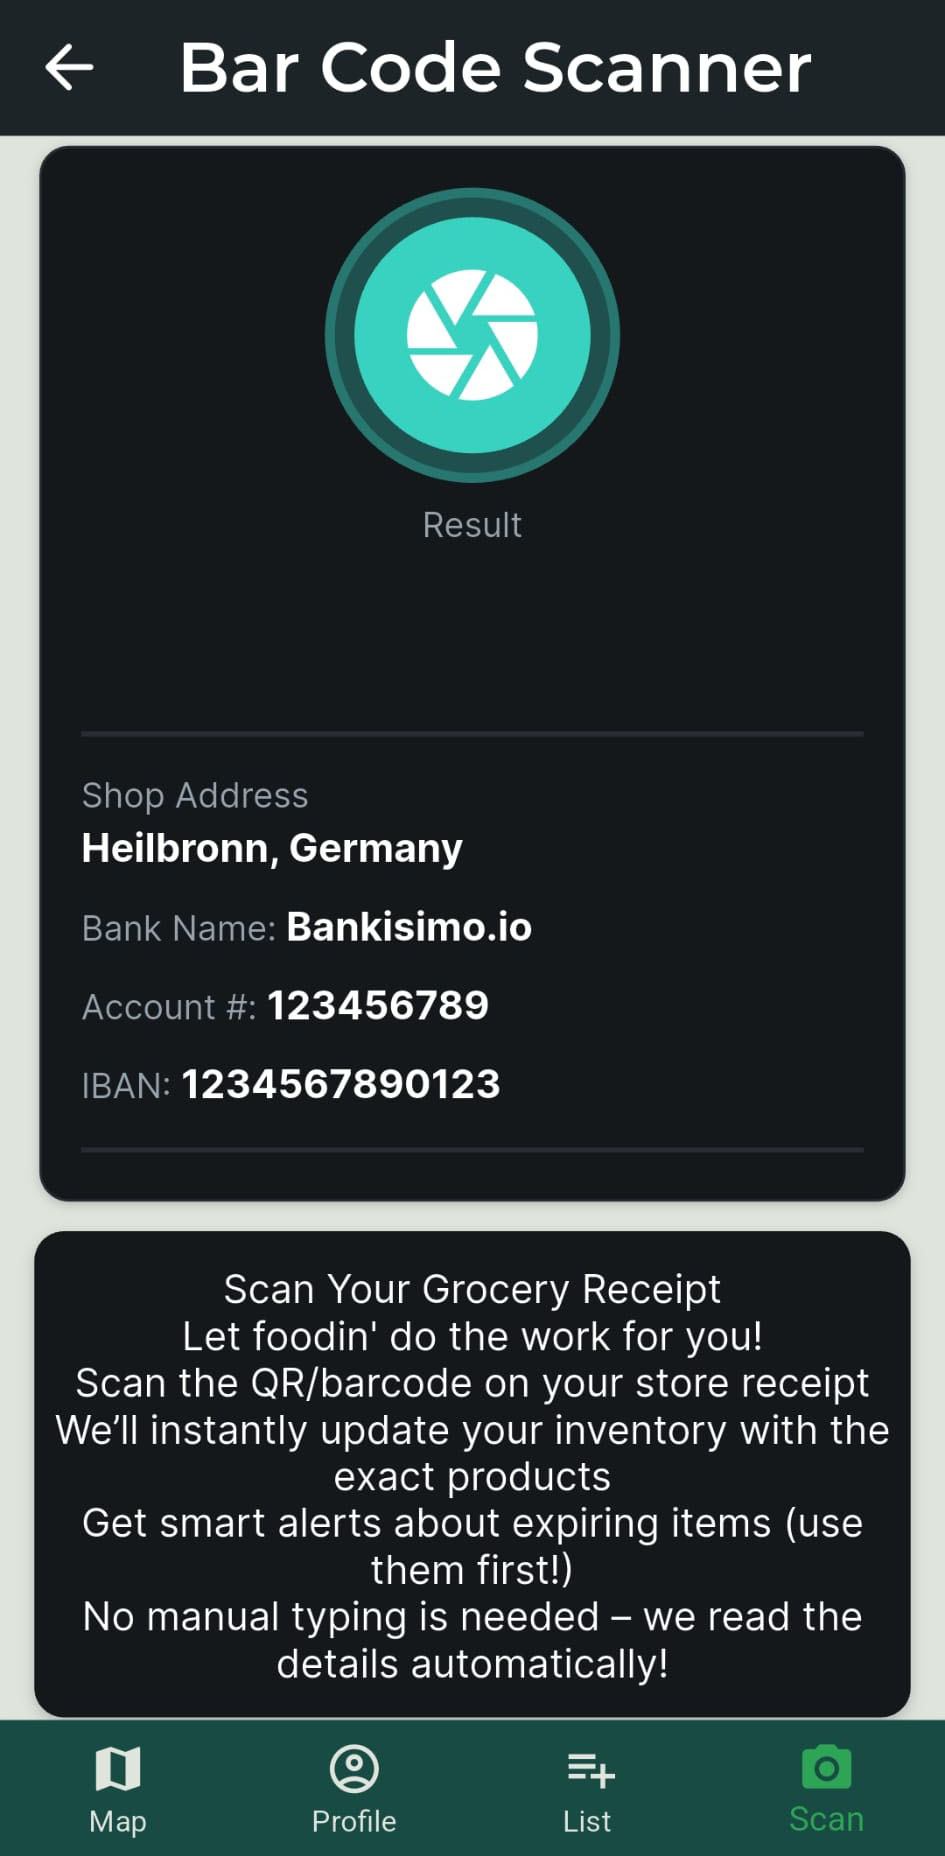 Bar Code Scanner
Result
Shop Address
Heilbronn, Germany
Bank Name: Bankisimo.io
Account #: 123456789
IBAN: 1234567890123
Scan Your Grocery Receipt
Let foodin' do the work for you!
Scan the QR/barcode on your store receipt
We’ll instantly update your inventory with the
exact products
Get smart alerts about expiring items (use
them first!)
No manual typing is needed – we read the
details automatically!
Map Profile List Scan